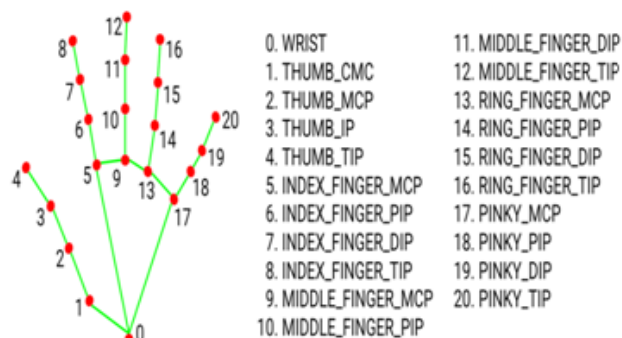 12
8
16
11
7
15
20
10
6
14
19
4
5
9
13
18
3
17
2
1
0
0. WRIST
1. THUMB_CMC
2. THUMB_MCP
3. THUMB_IP
4. THUMB_TIP
5. INDEX_FINGER_MCP
6. INDEX_FINGER_PIP
7. INDEX_FINGER_DIP
8. INDEX_FINGER_TIP
9. MIDDLE_FINGER_MCP
10. MIDDLE_FINGER_PIP
11. MIDDLE_FINGER_DIP
12. MIDDLE_FINGER_TIP
13. RING_FINGER_MCP
14. RING_FINGER_PIP
15. RING_FINGER_DIP
16. RING_FINGER_TIP
17. PINKY_MCP
18. PINKY_PIP
19. PINKY_DIP
20. PINKY_TIP